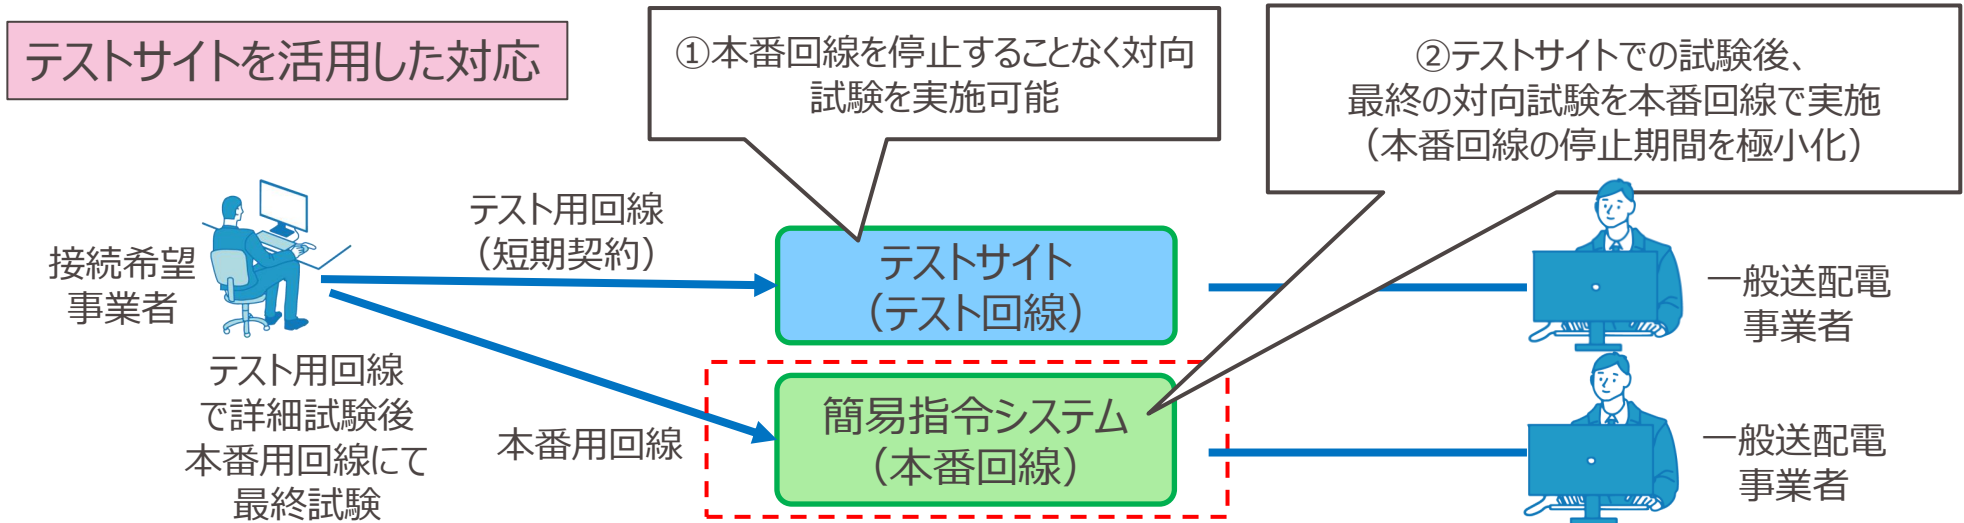 テストサイトを活用した対応
①本番回線を停止することなく対向
試験を実施可能
②テストサイトでの試験後、
最終の対向試験を本番回線で実施
（本番回線の停止期間を極小化）
接続希望
事業者
テスト用回線
（短期契約）
テストサイト
（テスト回線）
一般送配電
事業者
テスト用回線
で詳細試験後
本番用回線にて
最終試験
本番用回線
簡易指令システム
（本番回線）
一般送配電
事業者